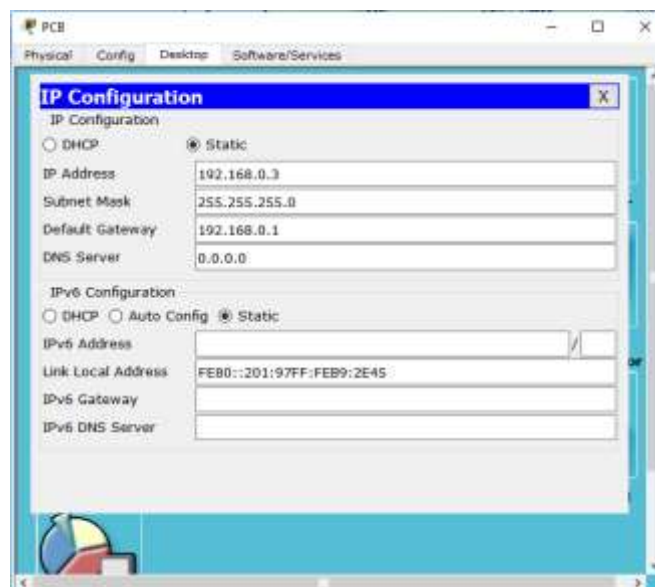 PCB
Physical Config Desktop Software/Services
IP Configuration X
IP Configuration
DHCP Static
IP Address 192.168.0.3
Subnet Mask 255.255.255.0
Default Gateway 192.168.0.1
DNS Server 0.0.0.0
IPv6 Configuration
DHCP Auto Config Static
IPv6 Address /
Link Local Address FE80::201:97FF:FEB9:2E45
IPv6 Gateway
IPv6 DNS Server
or